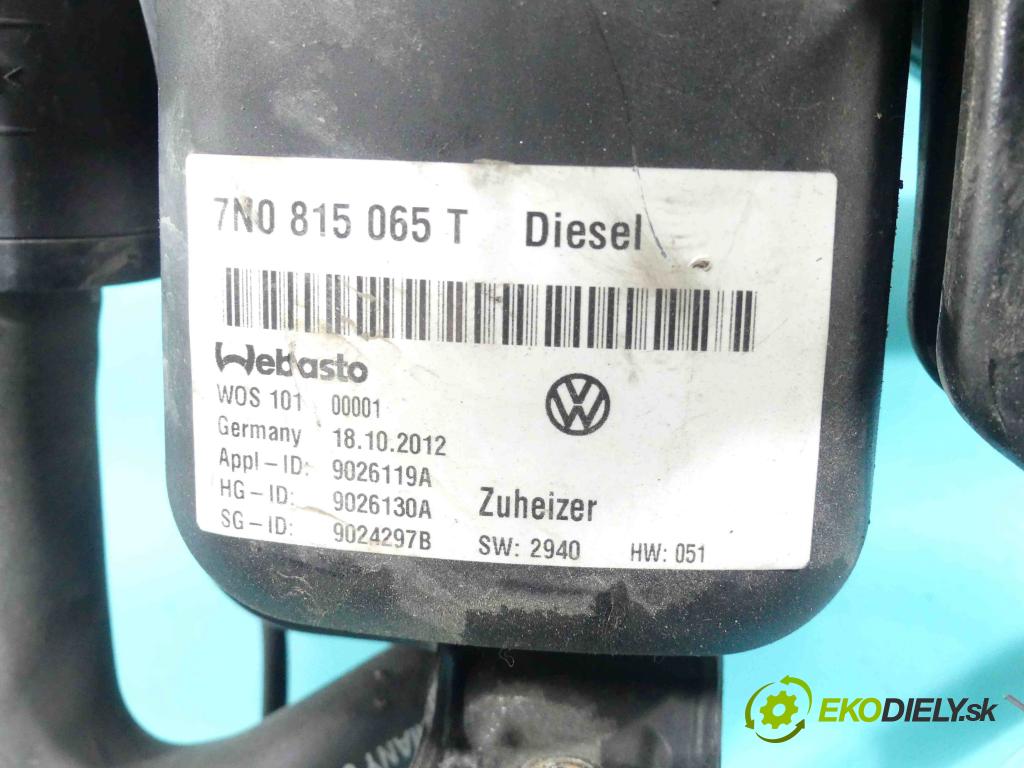 7N0 815 065 T Diesel
Webasto
WOS 101 00001
Germany 18.10.2012
Appl-ID: 9026119A
HG-ID: 9026130A Zuheizer
SG-ID: 9024297B SW: 2940 HW: 051
EKODIELY.sk